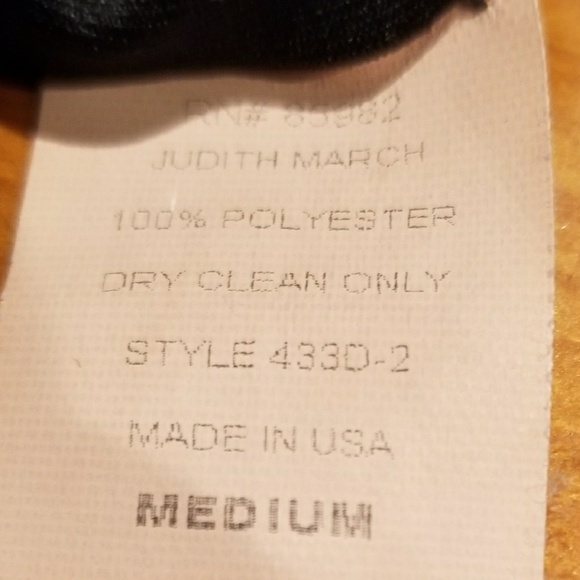 RN# 85982
JUDITH MARCH
100% POLYESTER
DRY CLEAN ONLY
STYLE 433D-2
MADE IN USA
MEDIUM